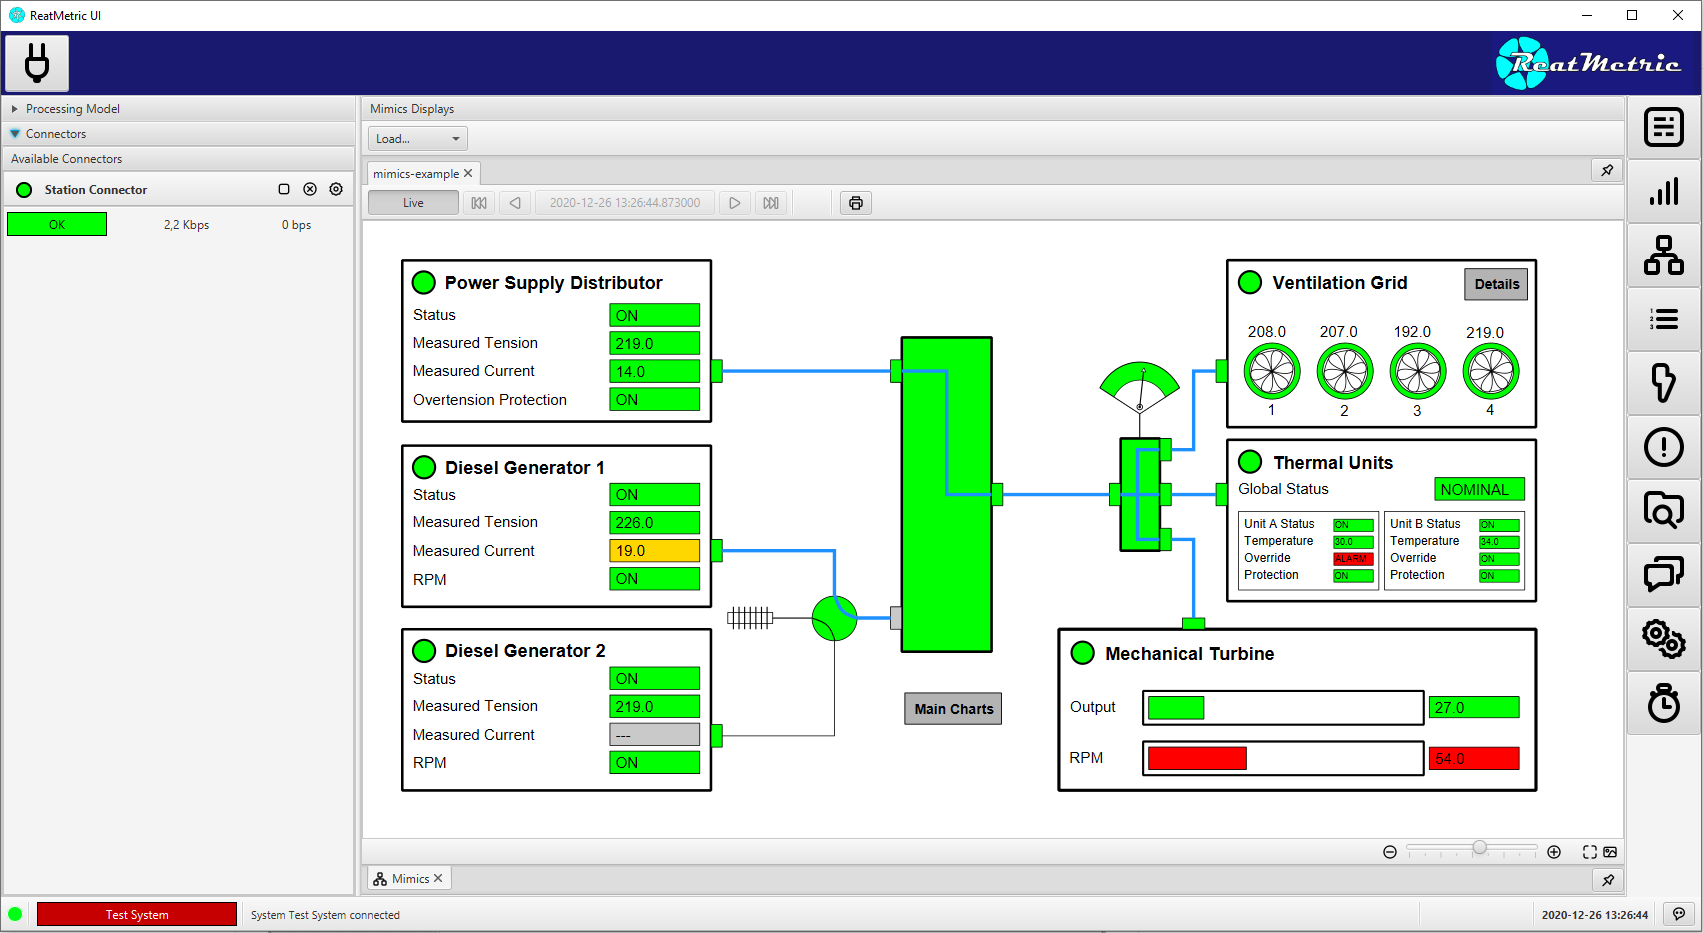 ReatMetric UI
ReatMetric
Processing Model
Connectors
Available Connectors
Station Connector
OK 2,2 Kbps 0 bps
Mimics Displays
Load...
mimics-example
Live 2020-12-26 13:26:44.873000
Power Supply Distributor
Status ON
Measured Tension 219.0
Measured Current 14.0
Overtension Protection ON
Diesel Generator 1
Status ON
Measured Tension 226.0
Measured Current 19.0
RPM ON
Diesel Generator 2
Status ON
Measured Tension 219.0
Measured Current ---
RPM ON
Main Charts
Ventilation Grid Details
208.0 207.0 192.0 219.0
1 2 3 4
Thermal Units
Global Status NOMINAL
Unit A Status ON
Temperature 30.0
Override ALARM
Protection ON
Unit B Status ON
Temperature 34.0
Override ON
Protection ON
Mechanical Turbine
Output 27.0
RPM 54.0
1
2
3
Mimics
Test System System Test System connected 2020-12-26 13:26:44